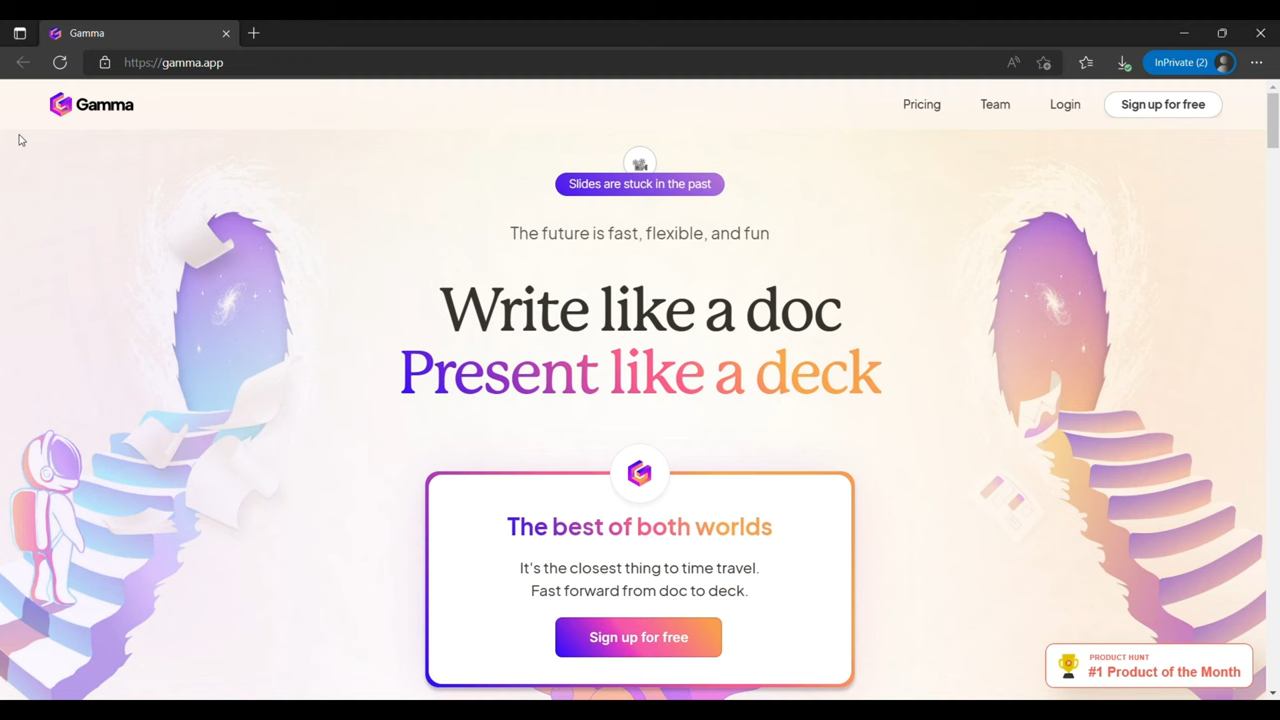 Gamma
https://gamma.app
InPrivate (2)
Gamma
Pricing
Team
Login
Sign up for free
Slides are stuck in the past
The future is fast, flexible, and fun
Write like a doc
Present like a deck
The best of both worlds
It's the closest thing to time travel.
Fast forward from doc to deck.
Sign up for free
PRODUCT HUNT
#1 Product of the Month